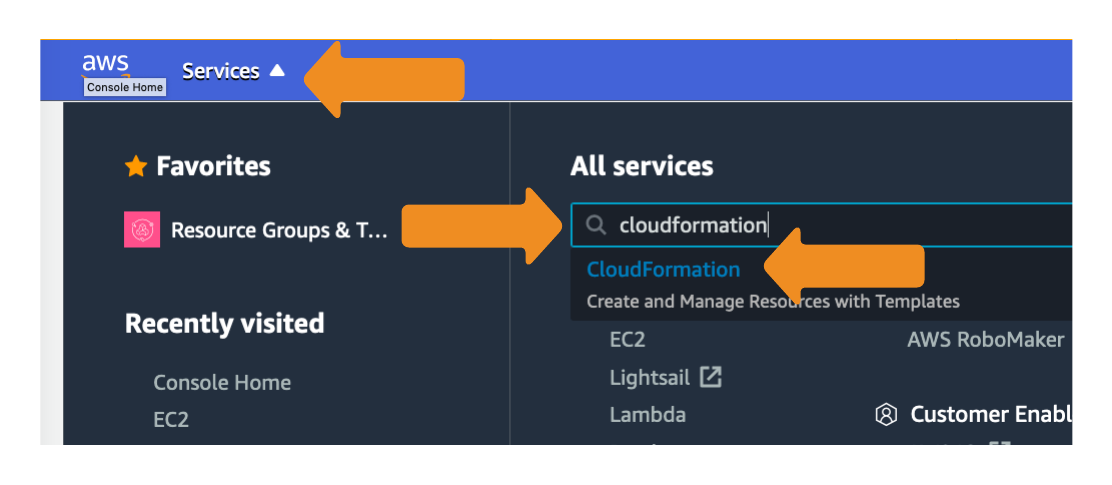 aws
Services
Console Home
Favorites
Resource Groups & T...
Recently visited
Console Home
EC2
All services
cloudformation
CloudFormation
Create and Manage Resources with Templates
EC2
Lightsail
Lambda
AWS RoboMaker
Customer Enabl